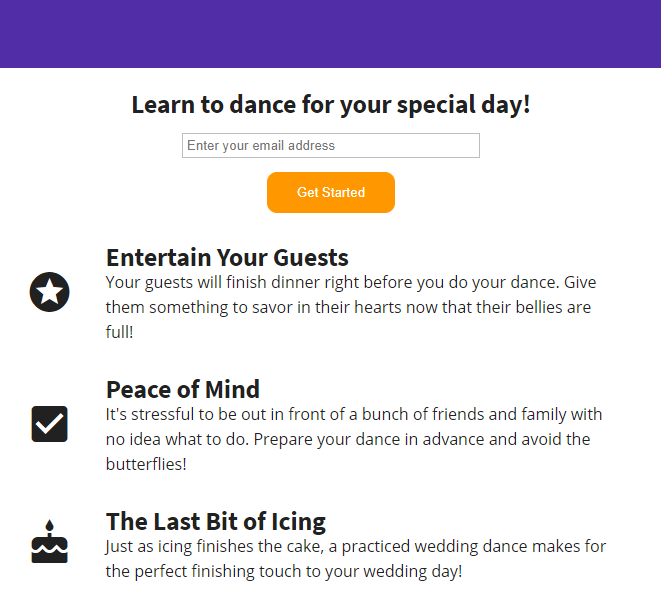 Learn to dance for your special day!
Enter your email address
Get Started
Entertain Your Guests
Your guests will finish dinner right before you do your dance. Give
them something to savor in their hearts now that their bellies are
full!
Peace of Mind
It's stressful to be out in front of a bunch of friends and family with
no idea what to do. Prepare your dance in advance and avoid the
butterflies!
The Last Bit of Icing
Just as icing finishes the cake, a practiced wedding dance makes for
the perfect finishing touch to your wedding day!